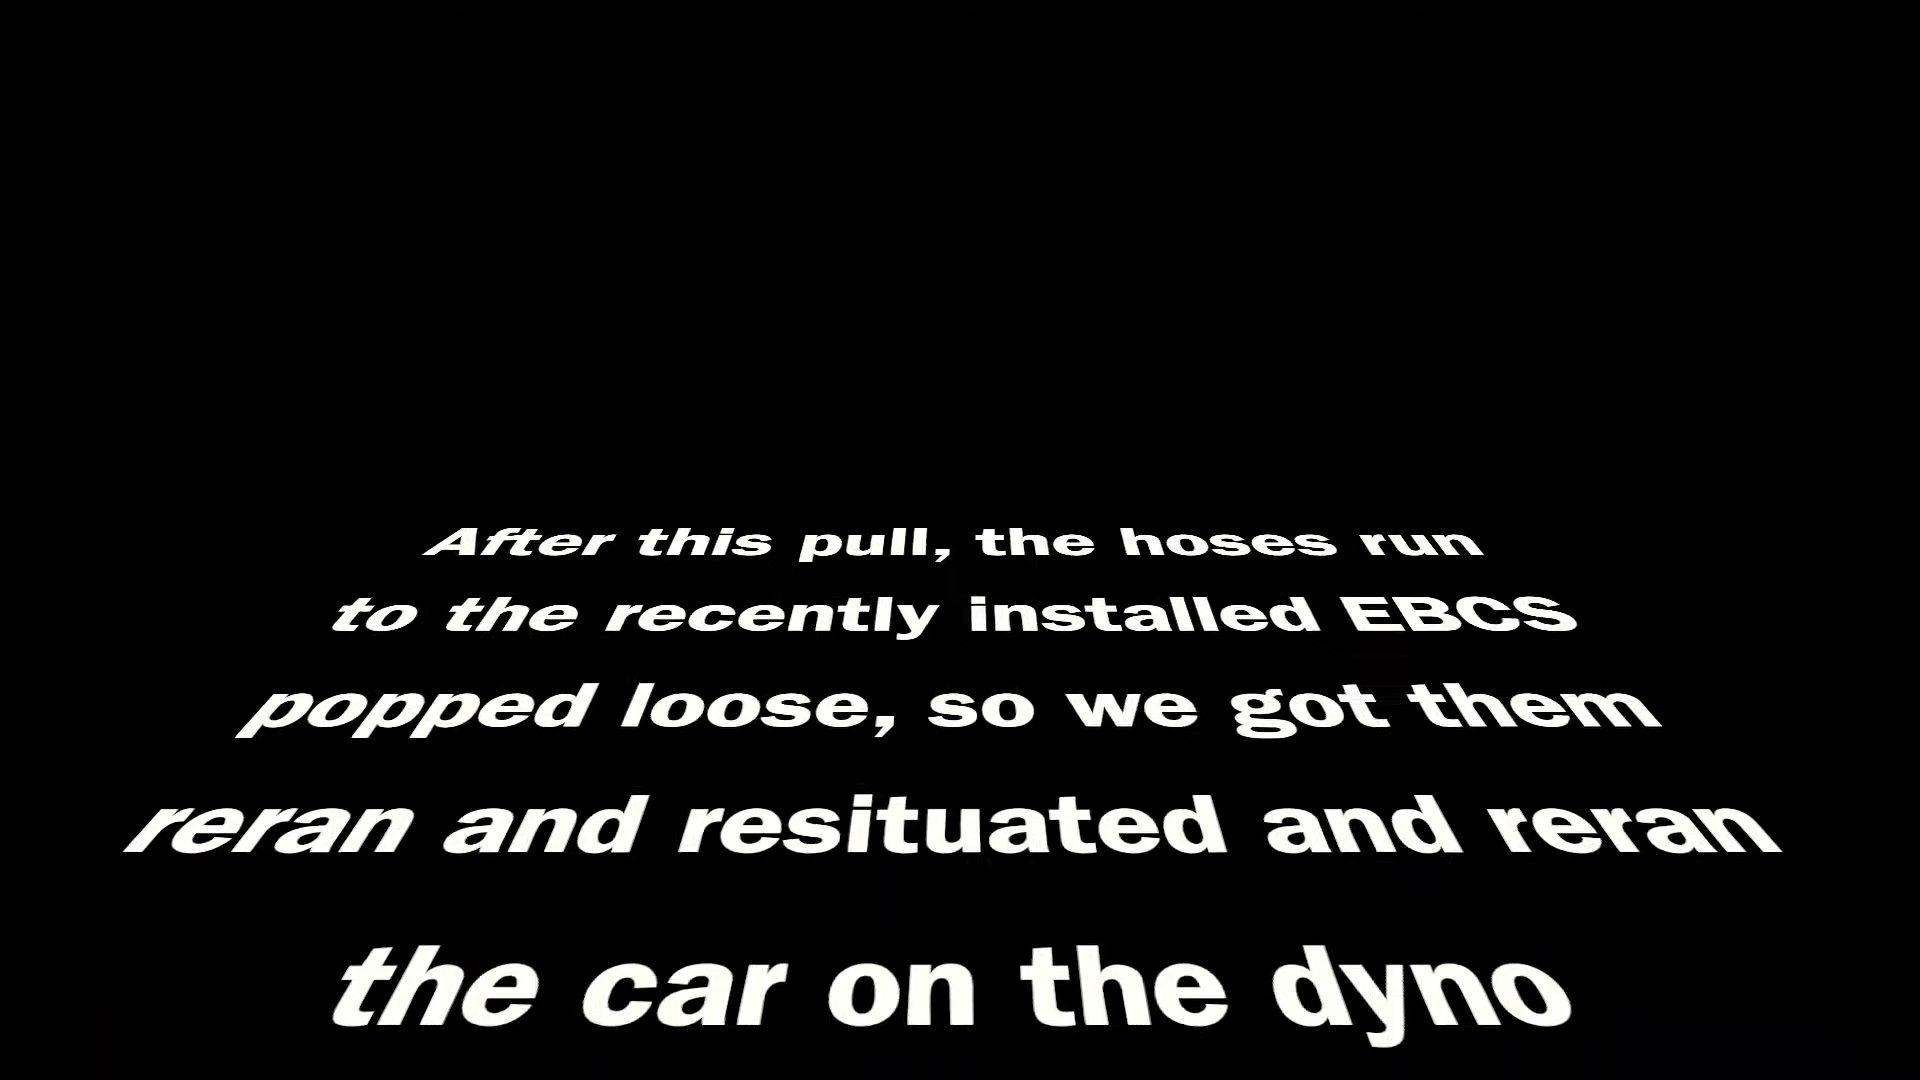 After this pull, the hoses run
to the recently installed EBCS
popped loose, so we got them
reran and resituated and reran
the car on the dyno